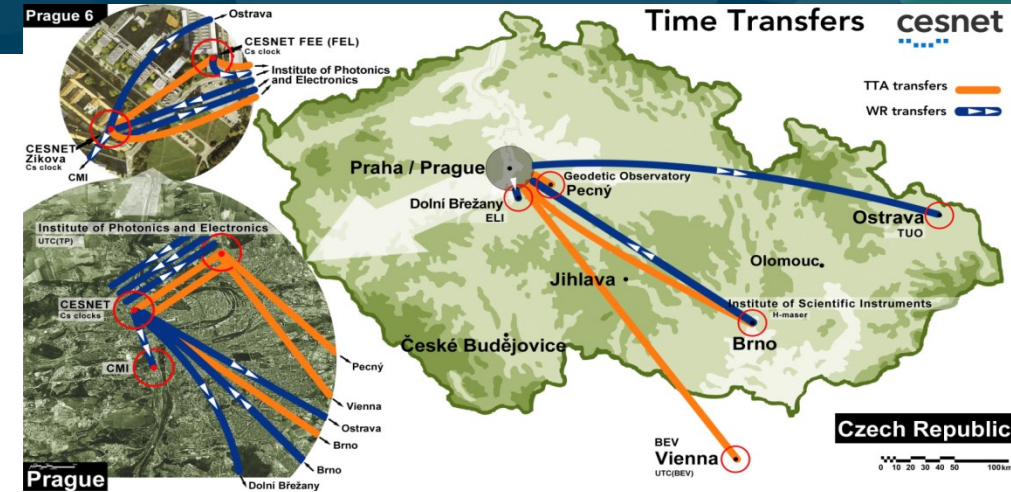 Prague 6
Ostrava
CESNET FEE (FEL)
Cs clock
Institute of Photonics
and Electronics
CESNET
Zikova
Cs clock
CMI
Time Transfers
cesnet
TTA transfers
WR transfers
Praha / Prague
Geodetic Observatory
Pecný
Dolní Břežany
ELI
Ostrava
TUO
Olomouc
Jihlava
Institute of Scientific Instruments
H-maser
Brno
České Budějovice
BEV
Vienna
UTC(BEV)
Institute of Photonics and Electronics
UTC(TP)
CESNET
Cs clocks
CMI
Pecný
Vienna
Ostrava
Brno
Brno
Dolní Břežany
Prague
Czech Republic
0 10 20 30 40 50 100km